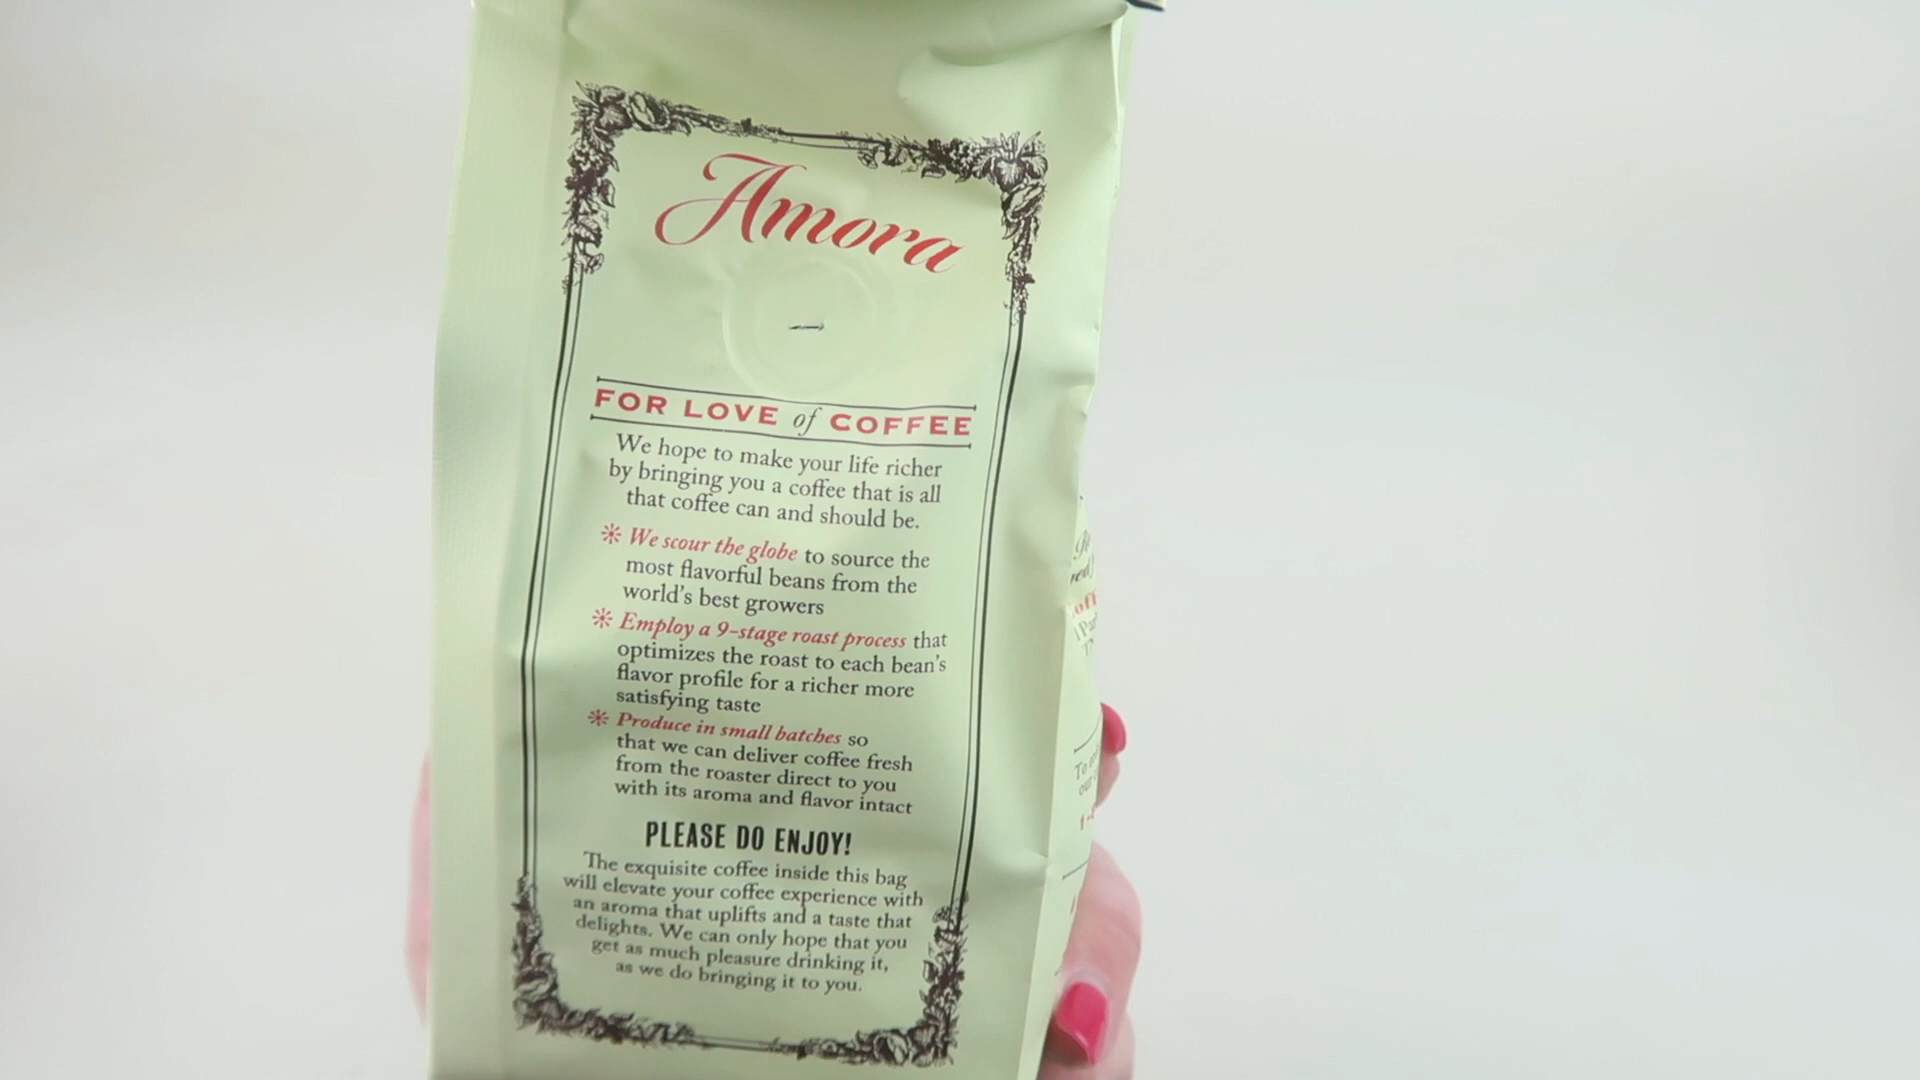 Amora
FOR LOVE of COFFEE
We hope to make your life richer
by bringing you a coffee that is all
that coffee can and should be.
* We scour the globe to source the
most flavorful beans from the
world's best growers
* Employ a 9-stage roast process that
optimizes the roast to each bean's
flavor profile for a richer more
satisfying taste
* Produce in small batches so
that we can deliver coffee fresh
from the roaster direct to you
with its aroma and flavor intact
PLEASE DO ENJOY!
The exquisite coffee inside this bag
will elevate your coffee experience with
an aroma that uplifts and a taste that
delights. We can only hope that you
get as much pleasure drinking it,
as we do bringing it to you.
To